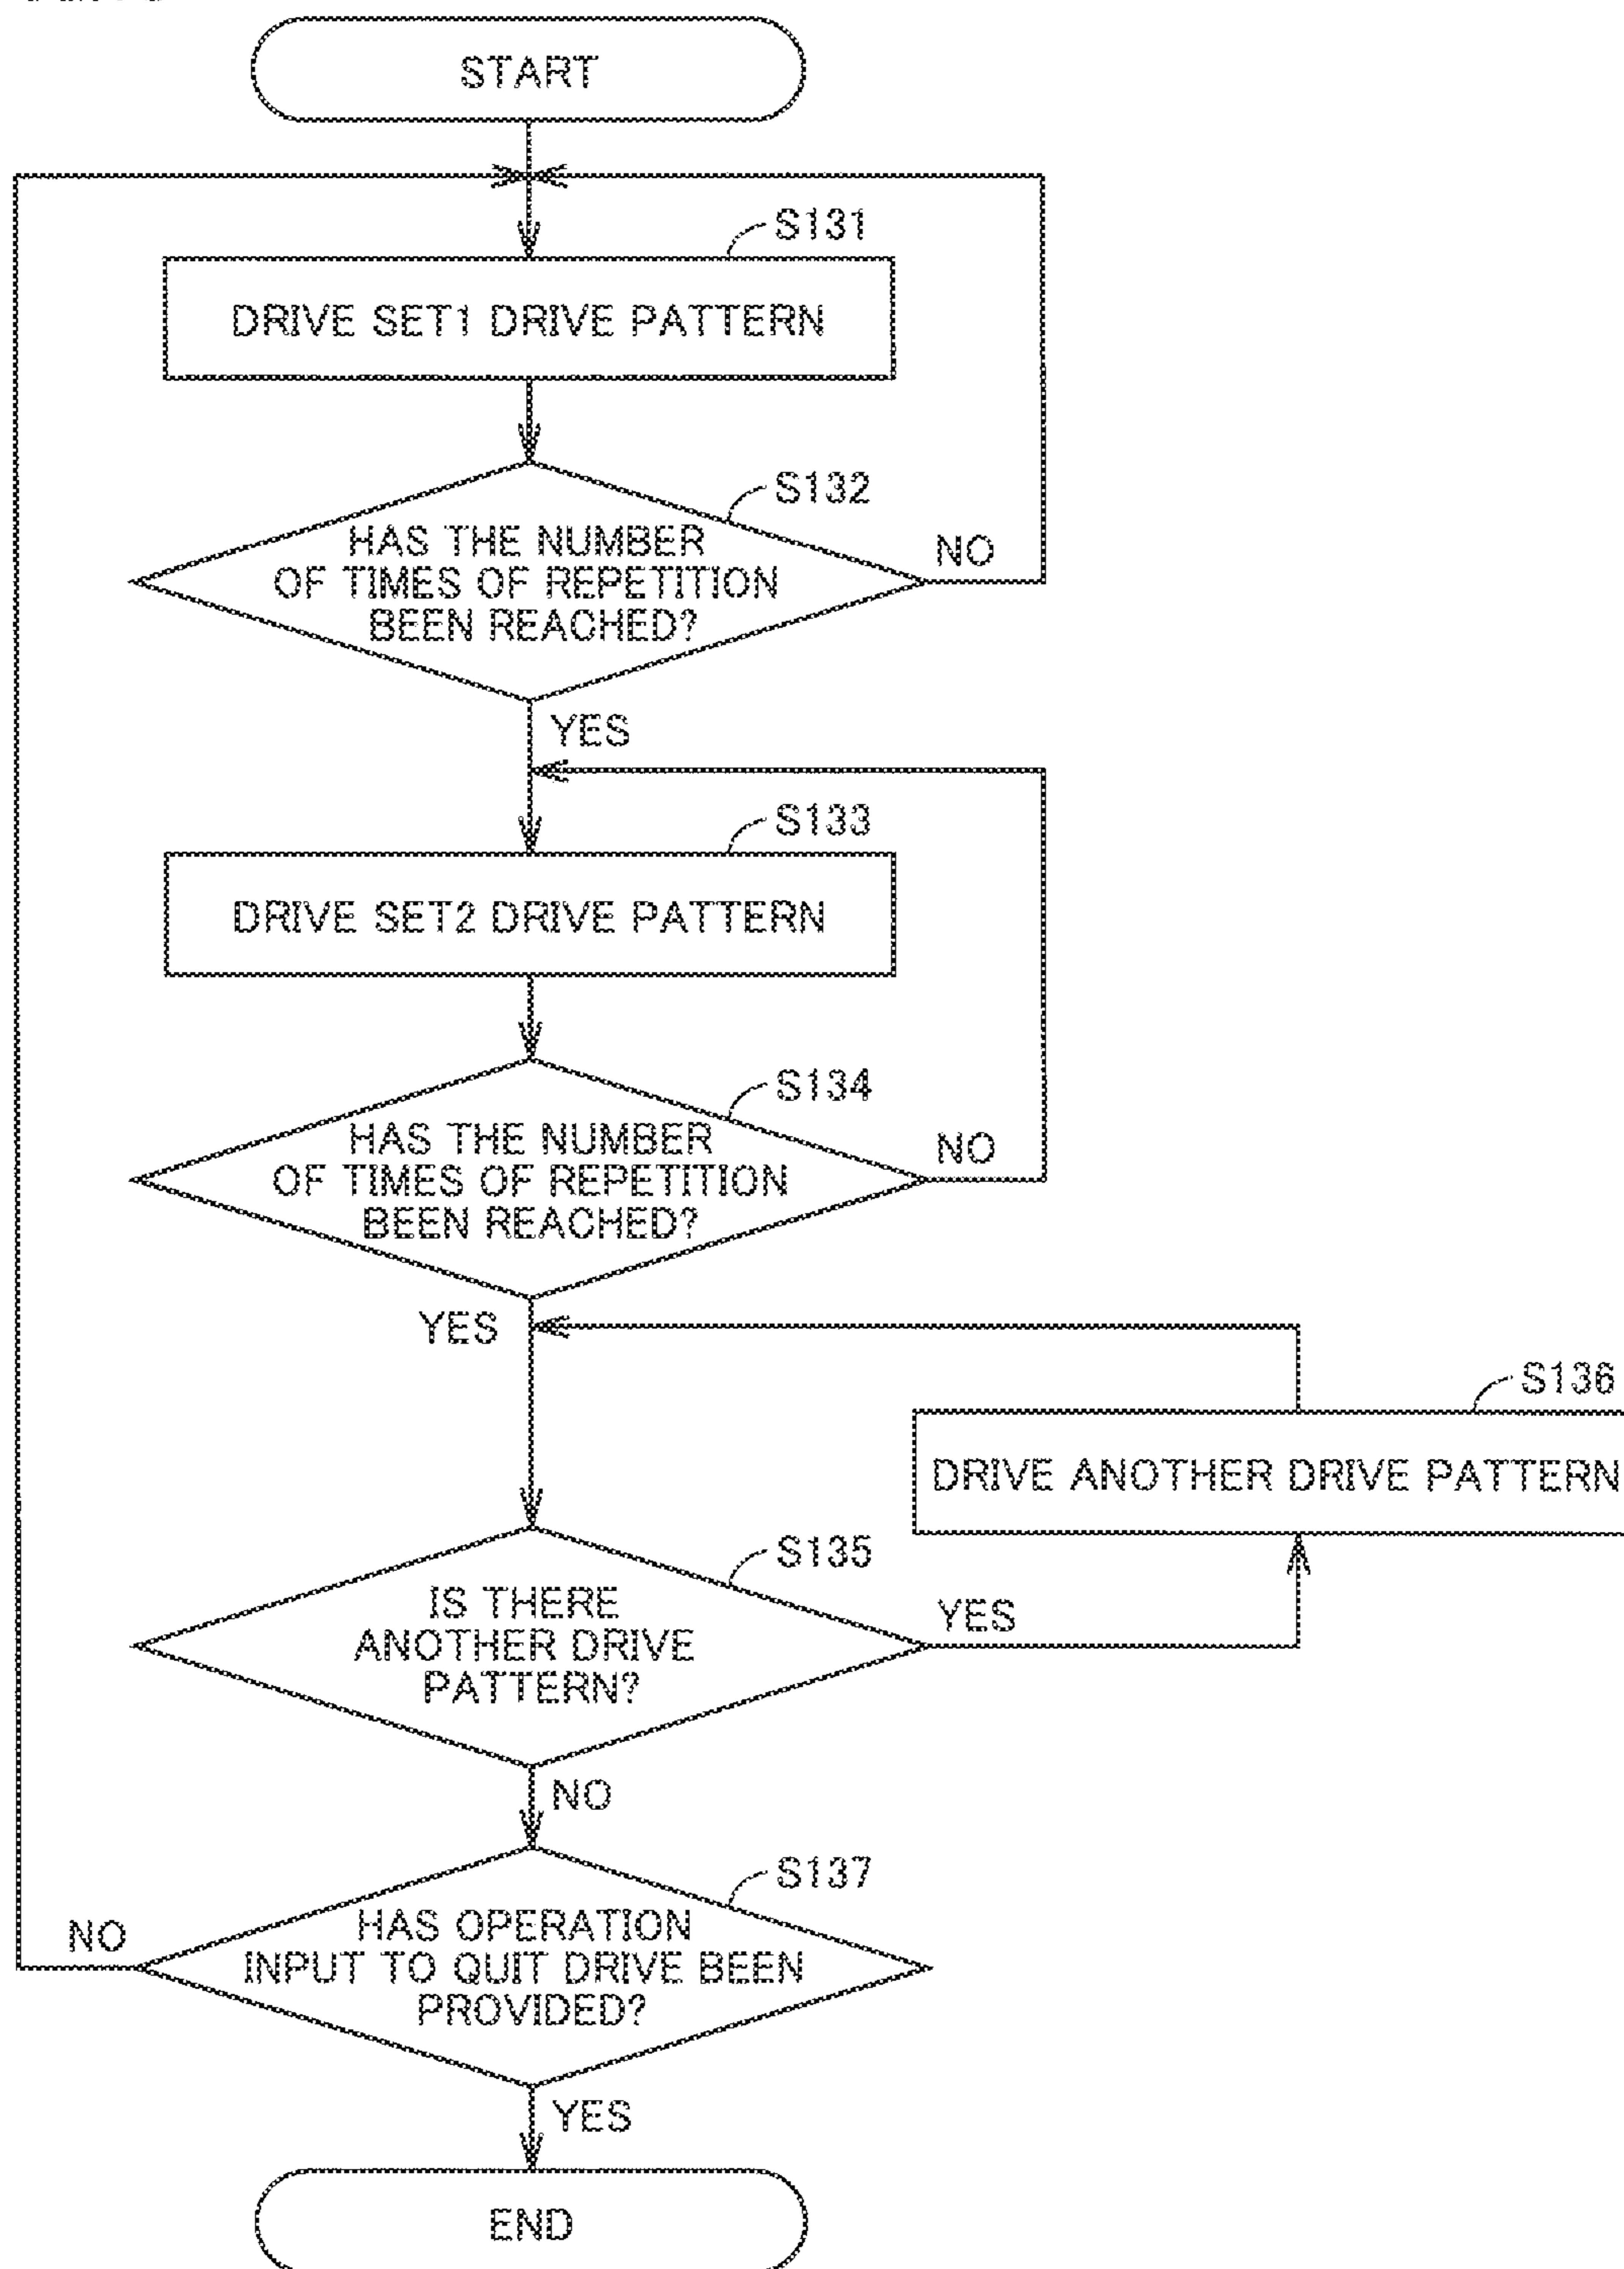 START
S131
DRIVE SET1 DRIVE PATTERN
S132
HAS THE NUMBER
OF TIMES OF REPETITION
BEEN REACHED?
NO
YES
S133
DRIVE SET2 DRIVE PATTERN
S134
HAS THE NUMBER
OF TIMES OF REPETITION
BEEN REACHED?
NO
YES
S136
DRIVE ANOTHER DRIVE PATTERN
S135
IS THERE
ANOTHER DRIVE
PATTERN?
YES
NO
S137
HAS OPERATION
INPUT TO QUIT DRIVE BEEN
PROVIDED?
NO
YES
END